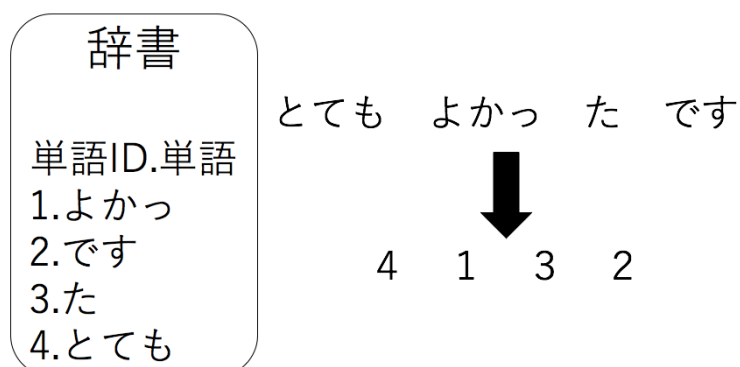 辞書
単語ID.単語
1.よかっ
2.です
3.た
4.とても
とても よかっ た です
4 1 3 2